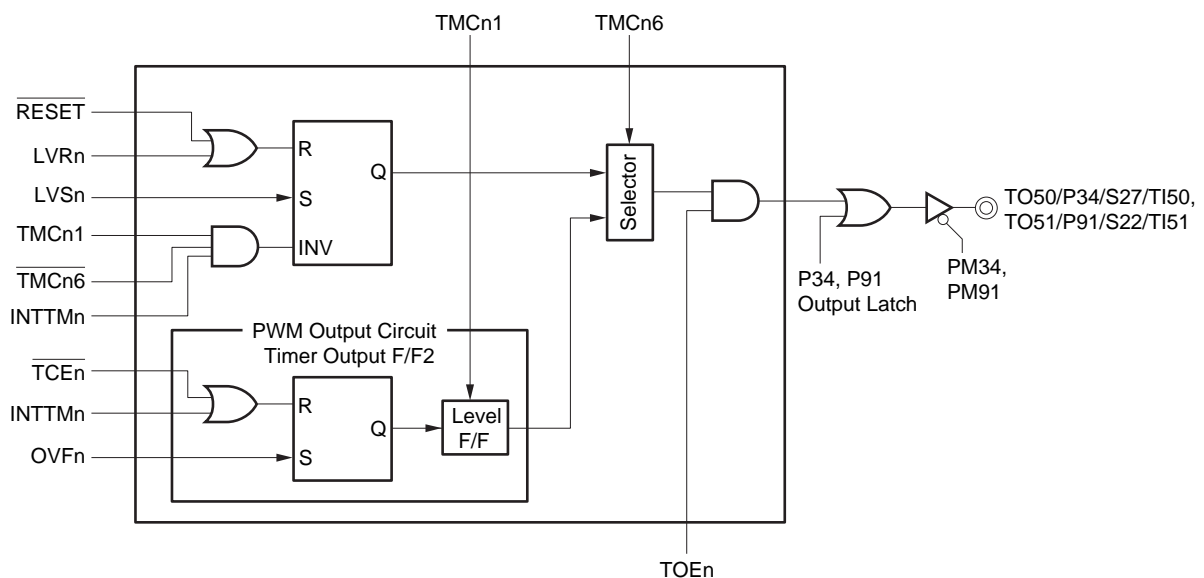 TMCn1
TMCn6
RESET
LVRn
LVSn
TMCn1
TMCn6
INTTMn
R
S
INV
Q
Selector
TO50/P34/S27/TI50,
TO51/P91/S22/TI51
P34, P91
Output Latch
PM34,
PM91
PWM Output Circuit
Timer Output F/F2
TCEn
INTTMn
OVFn
R
S
Q
Level
F/F
TOEn